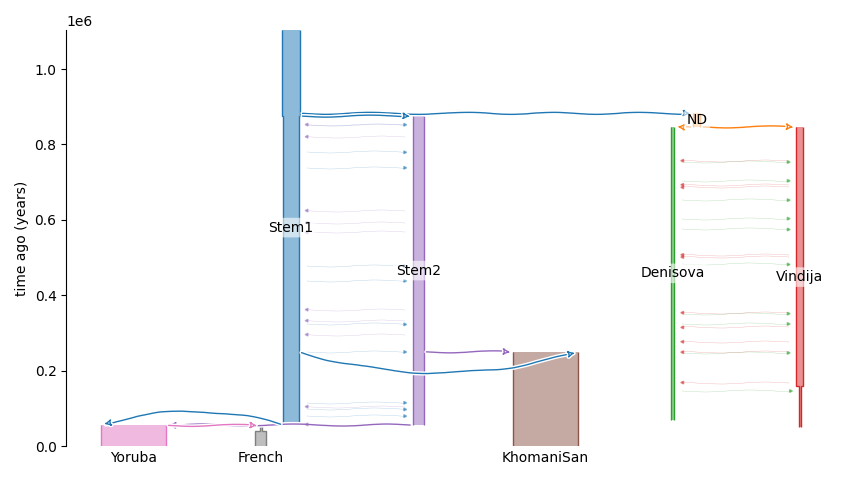 1e6
1.0
ND
0.8
0.6
Stem1
time ago (years)
Stem2
Denisova
Vindija
0.4
0.2
0.0
Yoruba
French
KhomaniSan